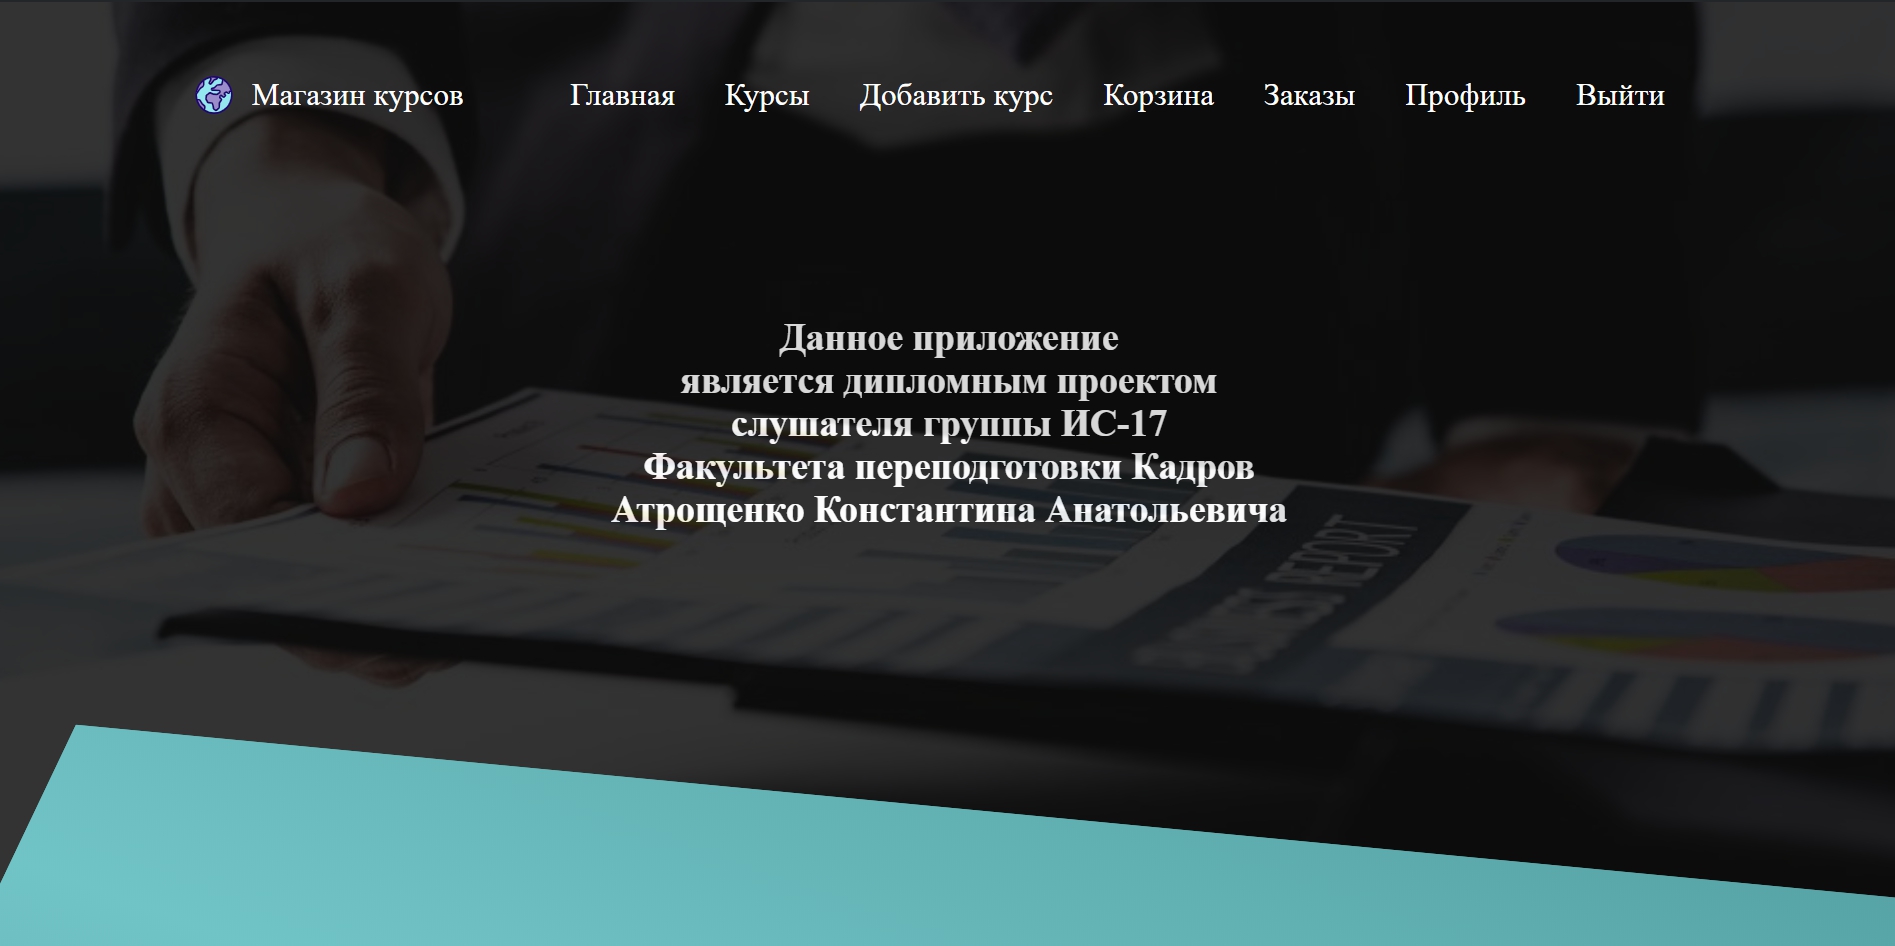 Магазин курсов Главная Курсы Добавить курс Корзина Заказы Профиль Выйти
Данное приложение
является дипломным проектом
слушателя группы ИС-17
Факультета переподготовки Кадров
Атрощенко Константина Анатольевича
REPORT